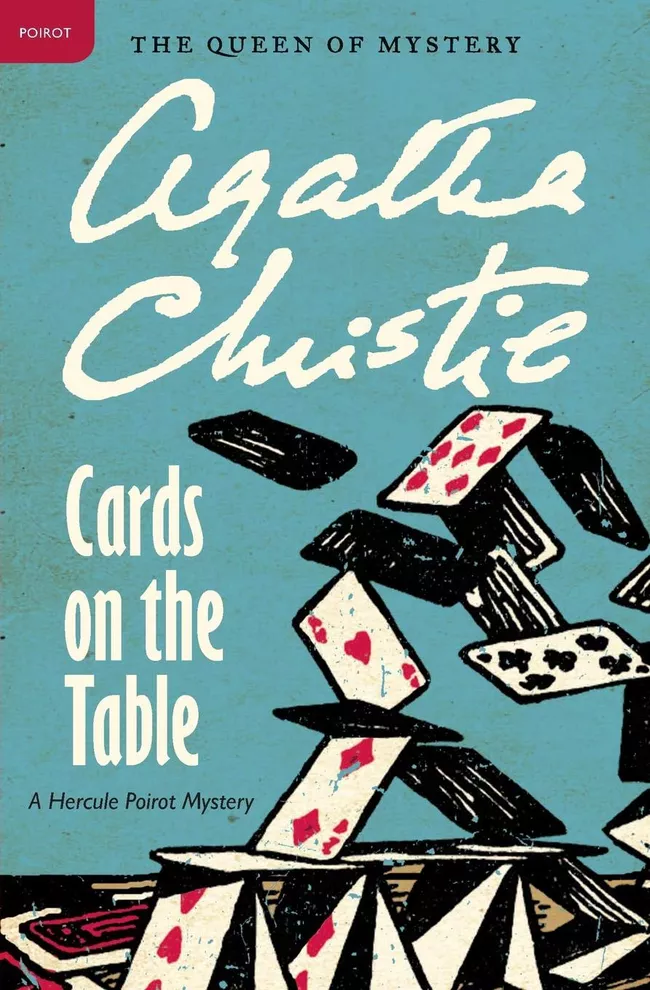 POIROT
THE QUEEN OF MYSTERY
Agatha
Christie
Cards
on the
Table
A Hercule Poirot Mystery